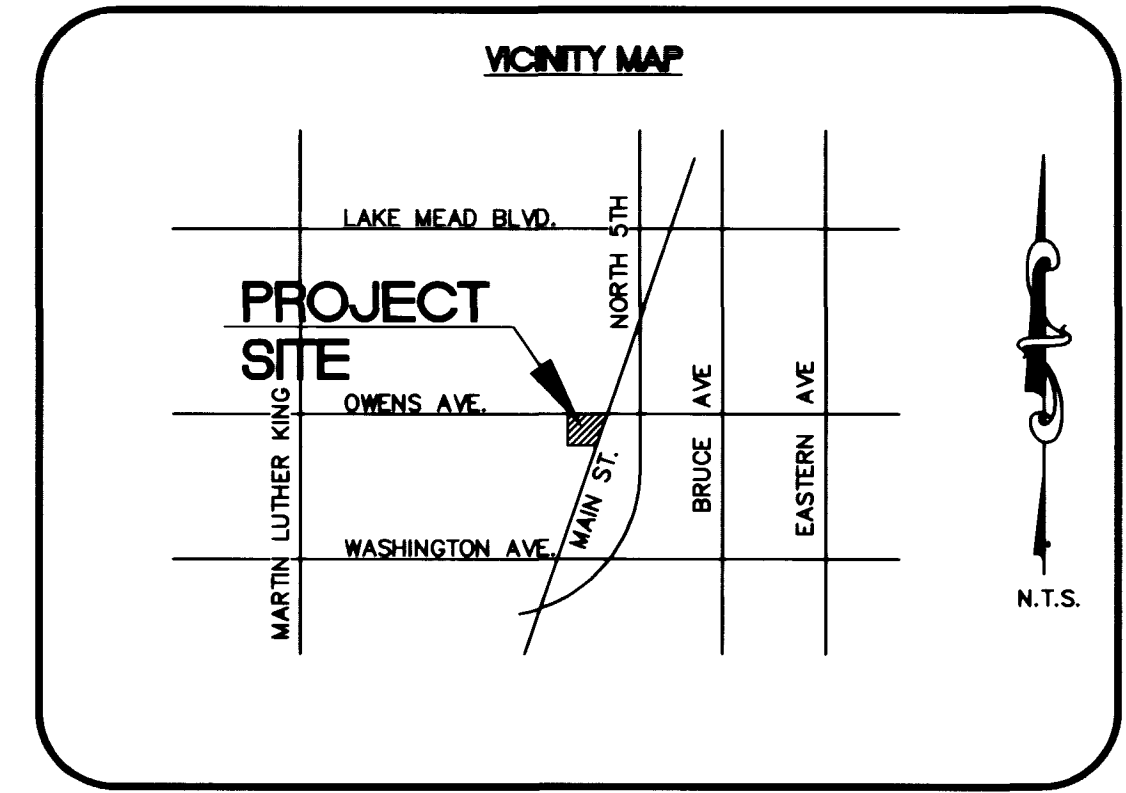 VICINITY MAP
LAKE MEAD BLVD.
NORTH 5TH
PROJECT
SITE
OWENS AVE.
MARTIN LUTHER KING
MAIN ST.
BRUCE AVE
EASTERN AVE
WASHINGTON AVE.
N.T.S.